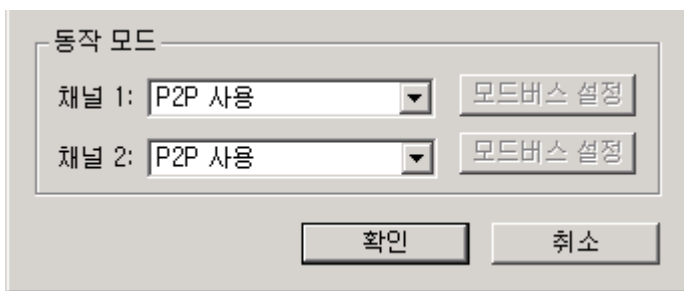 동작 모드
채널 1: P2P 사용 모드버스 설정
채널 2: P2P 사용 모드버스 설정
확인 취소